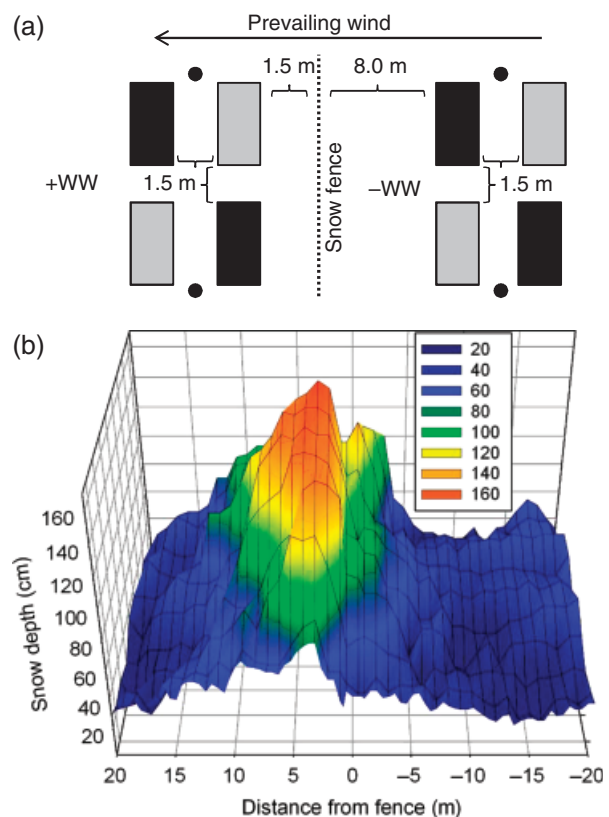 (a)
Prevailing wind
1.5 m
8.0 m
+WW
1.5 m
Snow fence
−WW
1.5 m
(b)
20
40
60
80
100
120
140
160
160
140
120
100
80
60
40
20
Snow depth (cm)
20 15 10 5 0 −5 −10 −15 −20
Distance from fence (m)